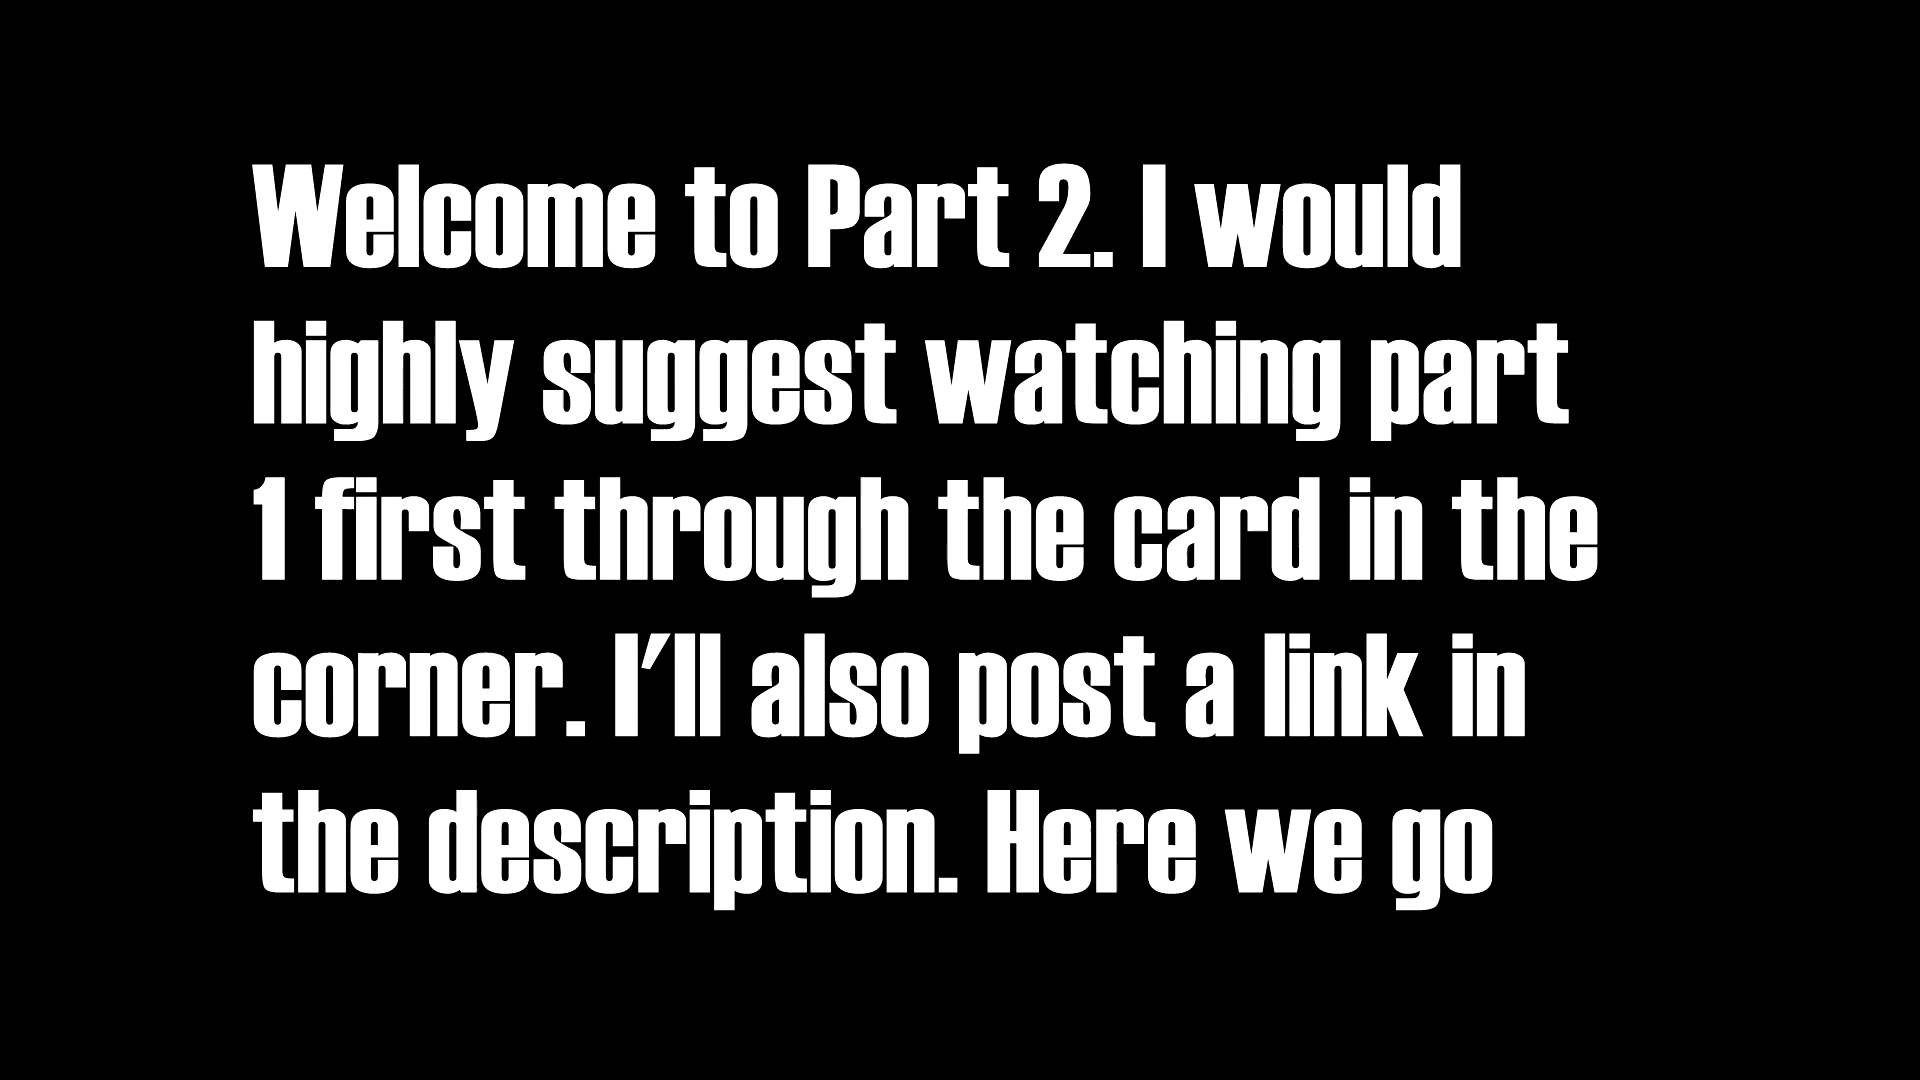 Welcome to Part 2. I would
highly suggest watching part
1 first through the card in the
corner. I'll also post a link in
the description. Here we go